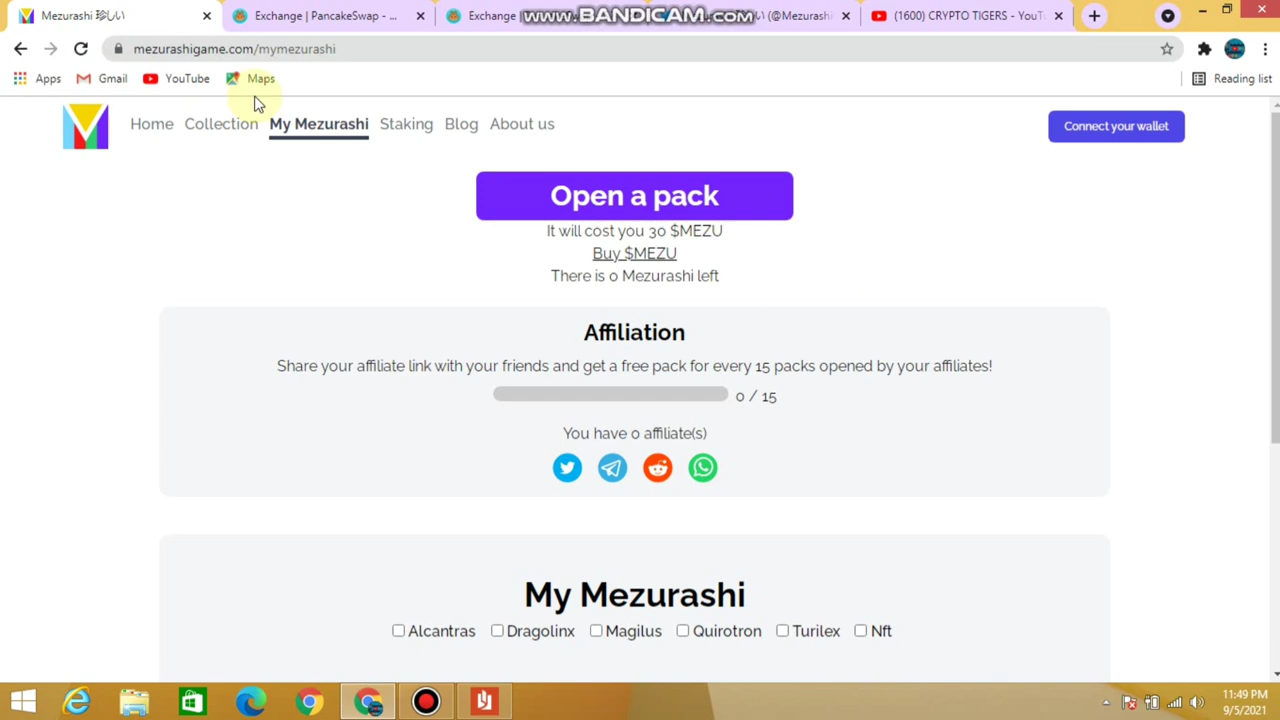 Mezurashi 珍しい
Exchange | PancakeSwap - ...
Exchange
www.BANDICAM.com
い (@Mezurashi
(1600) CRYPTO TIGERS - YouTu
mezurashigame.com/mymezurashi
Apps
Gmail
YouTube
Maps
Reading list
Home
Collection
My Mezurashi
Staking
Blog
About us
Connect your wallet
Open a pack
It will cost you 30 $MEZU
Buy $MEZU
There is 0 Mezurashi left
Affiliation
Share your affiliate link with your friends and get a free pack for every 15 packs opened by your affiliates!
0 / 15
You have 0 affiliate(s)
My Mezurashi
Alcantras Dragolinx Magilus Quirotron Turilex Nft
11:49 PM
9/5/2021